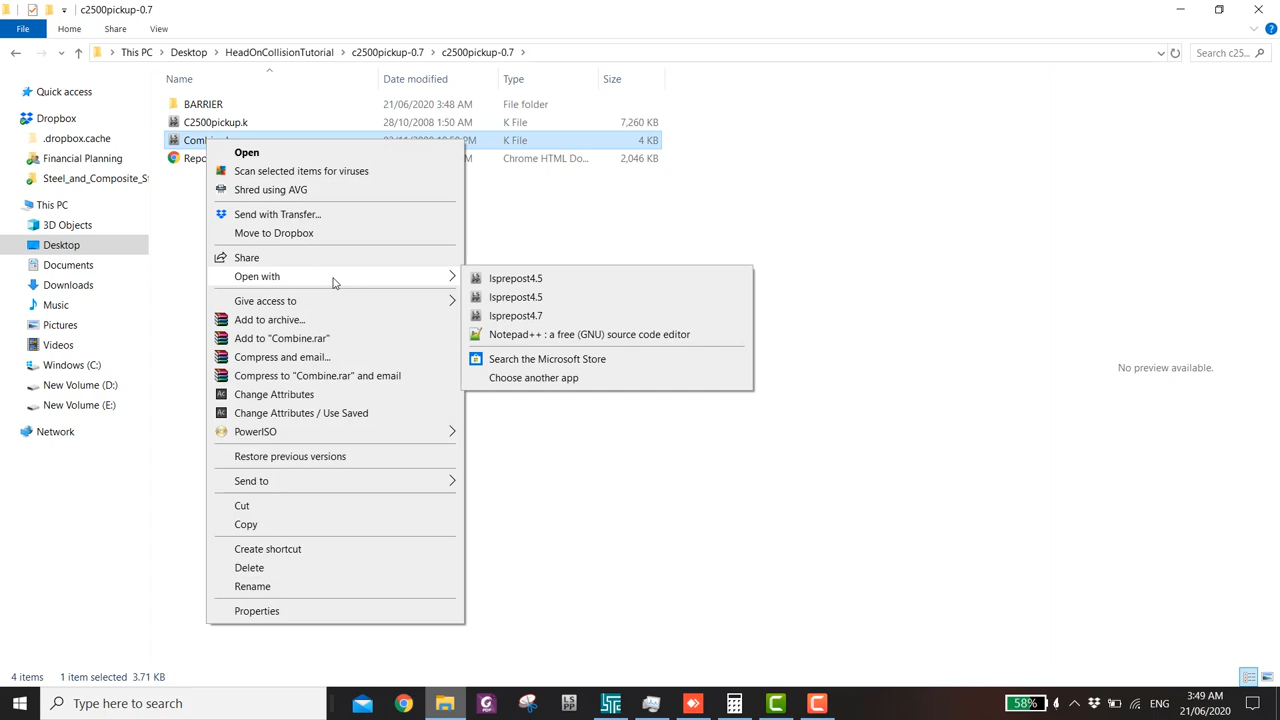 c2500pickup-0.7
File Home Share View
This PC Desktop HeadOnCollisionTutorial c2500pickup-0.7 c2500pickup-0.7
Search c25...
Name Date modified Type Size
Quick access
Dropbox
.dropbox.cache
Financial Planning
Steel_and_Composite_St
This PC
3D Objects
Desktop
Documents
Downloads
Music
Pictures
Videos
Windows (C:)
New Volume (D:)
New Volume (E:)
Network
BARRIER 21/06/2020 3:48 AM File folder
C2500pickup.k 28/10/2008 1:50 AM K File 7,260 KB
K File 4 KB
Chrome HTML Do... 2,046 KB
Open
Scan selected items for viruses
Shred using AVG
Send with Transfer...
Move to Dropbox
Share
Open with
Give access to
Add to archive...
Add to "Combine.rar"
Compress and email...
Compress to "Combine.rar" and email
Change Attributes
Change Attributes / Use Saved
PowerISO
Restore previous versions
Send to
Cut
Copy
Create shortcut
Delete
Rename
Properties
lsprepost4.5
lsprepost4.5
lsprepost4.7
Notepad++ : a free (GNU) source code editor
Search the Microsoft Store
Choose another app
No preview available.
4 items 1 item selected 3.71 KB
Type here to search
58%
ENG
3:49 AM
21/06/2020